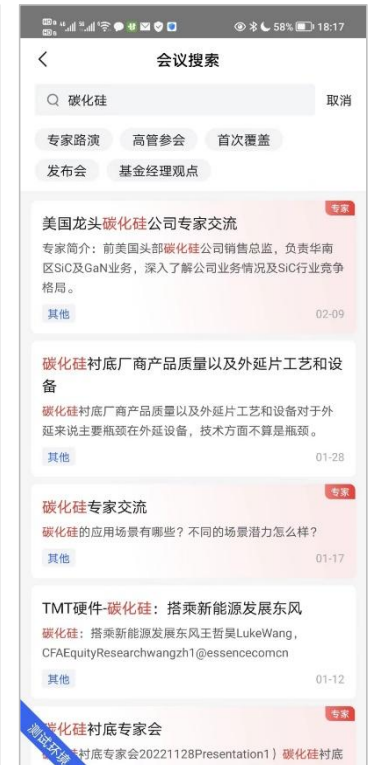 58% 18:17
会议搜索
碳化硅 取消
专家路演 高管参会 首次覆盖
发布会 基金经理观点
专家
美国龙头碳化硅公司专家交流
专家简介：前美国头部碳化硅公司销售总监，负责华南
区SiC及GaN业务，深入了解公司业务情况及SiC行业竞争
格局。
其他 02-09
碳化硅衬底厂商产品质量以及外延片工艺和设
备
碳化硅衬底厂商产品质量以及外延片工艺和设备对于外
延来说主要瓶颈在外延设备，技术方面不算是瓶颈。
其他 01-28
专家
碳化硅专家交流
碳化硅的应用场景有哪些？不同的场景潜力怎么样？
其他 01-17
TMT硬件-碳化硅：搭乘新能源发展东风
碳化硅：搭乘新能源发展东风王哲昊LukeWang，
CFAEquityResearchwangzh1@essencecomcn
其他 01-12
专家
化硅衬底专家会
衬底专家会20221128Presentation1）碳化硅衬底
测试环境